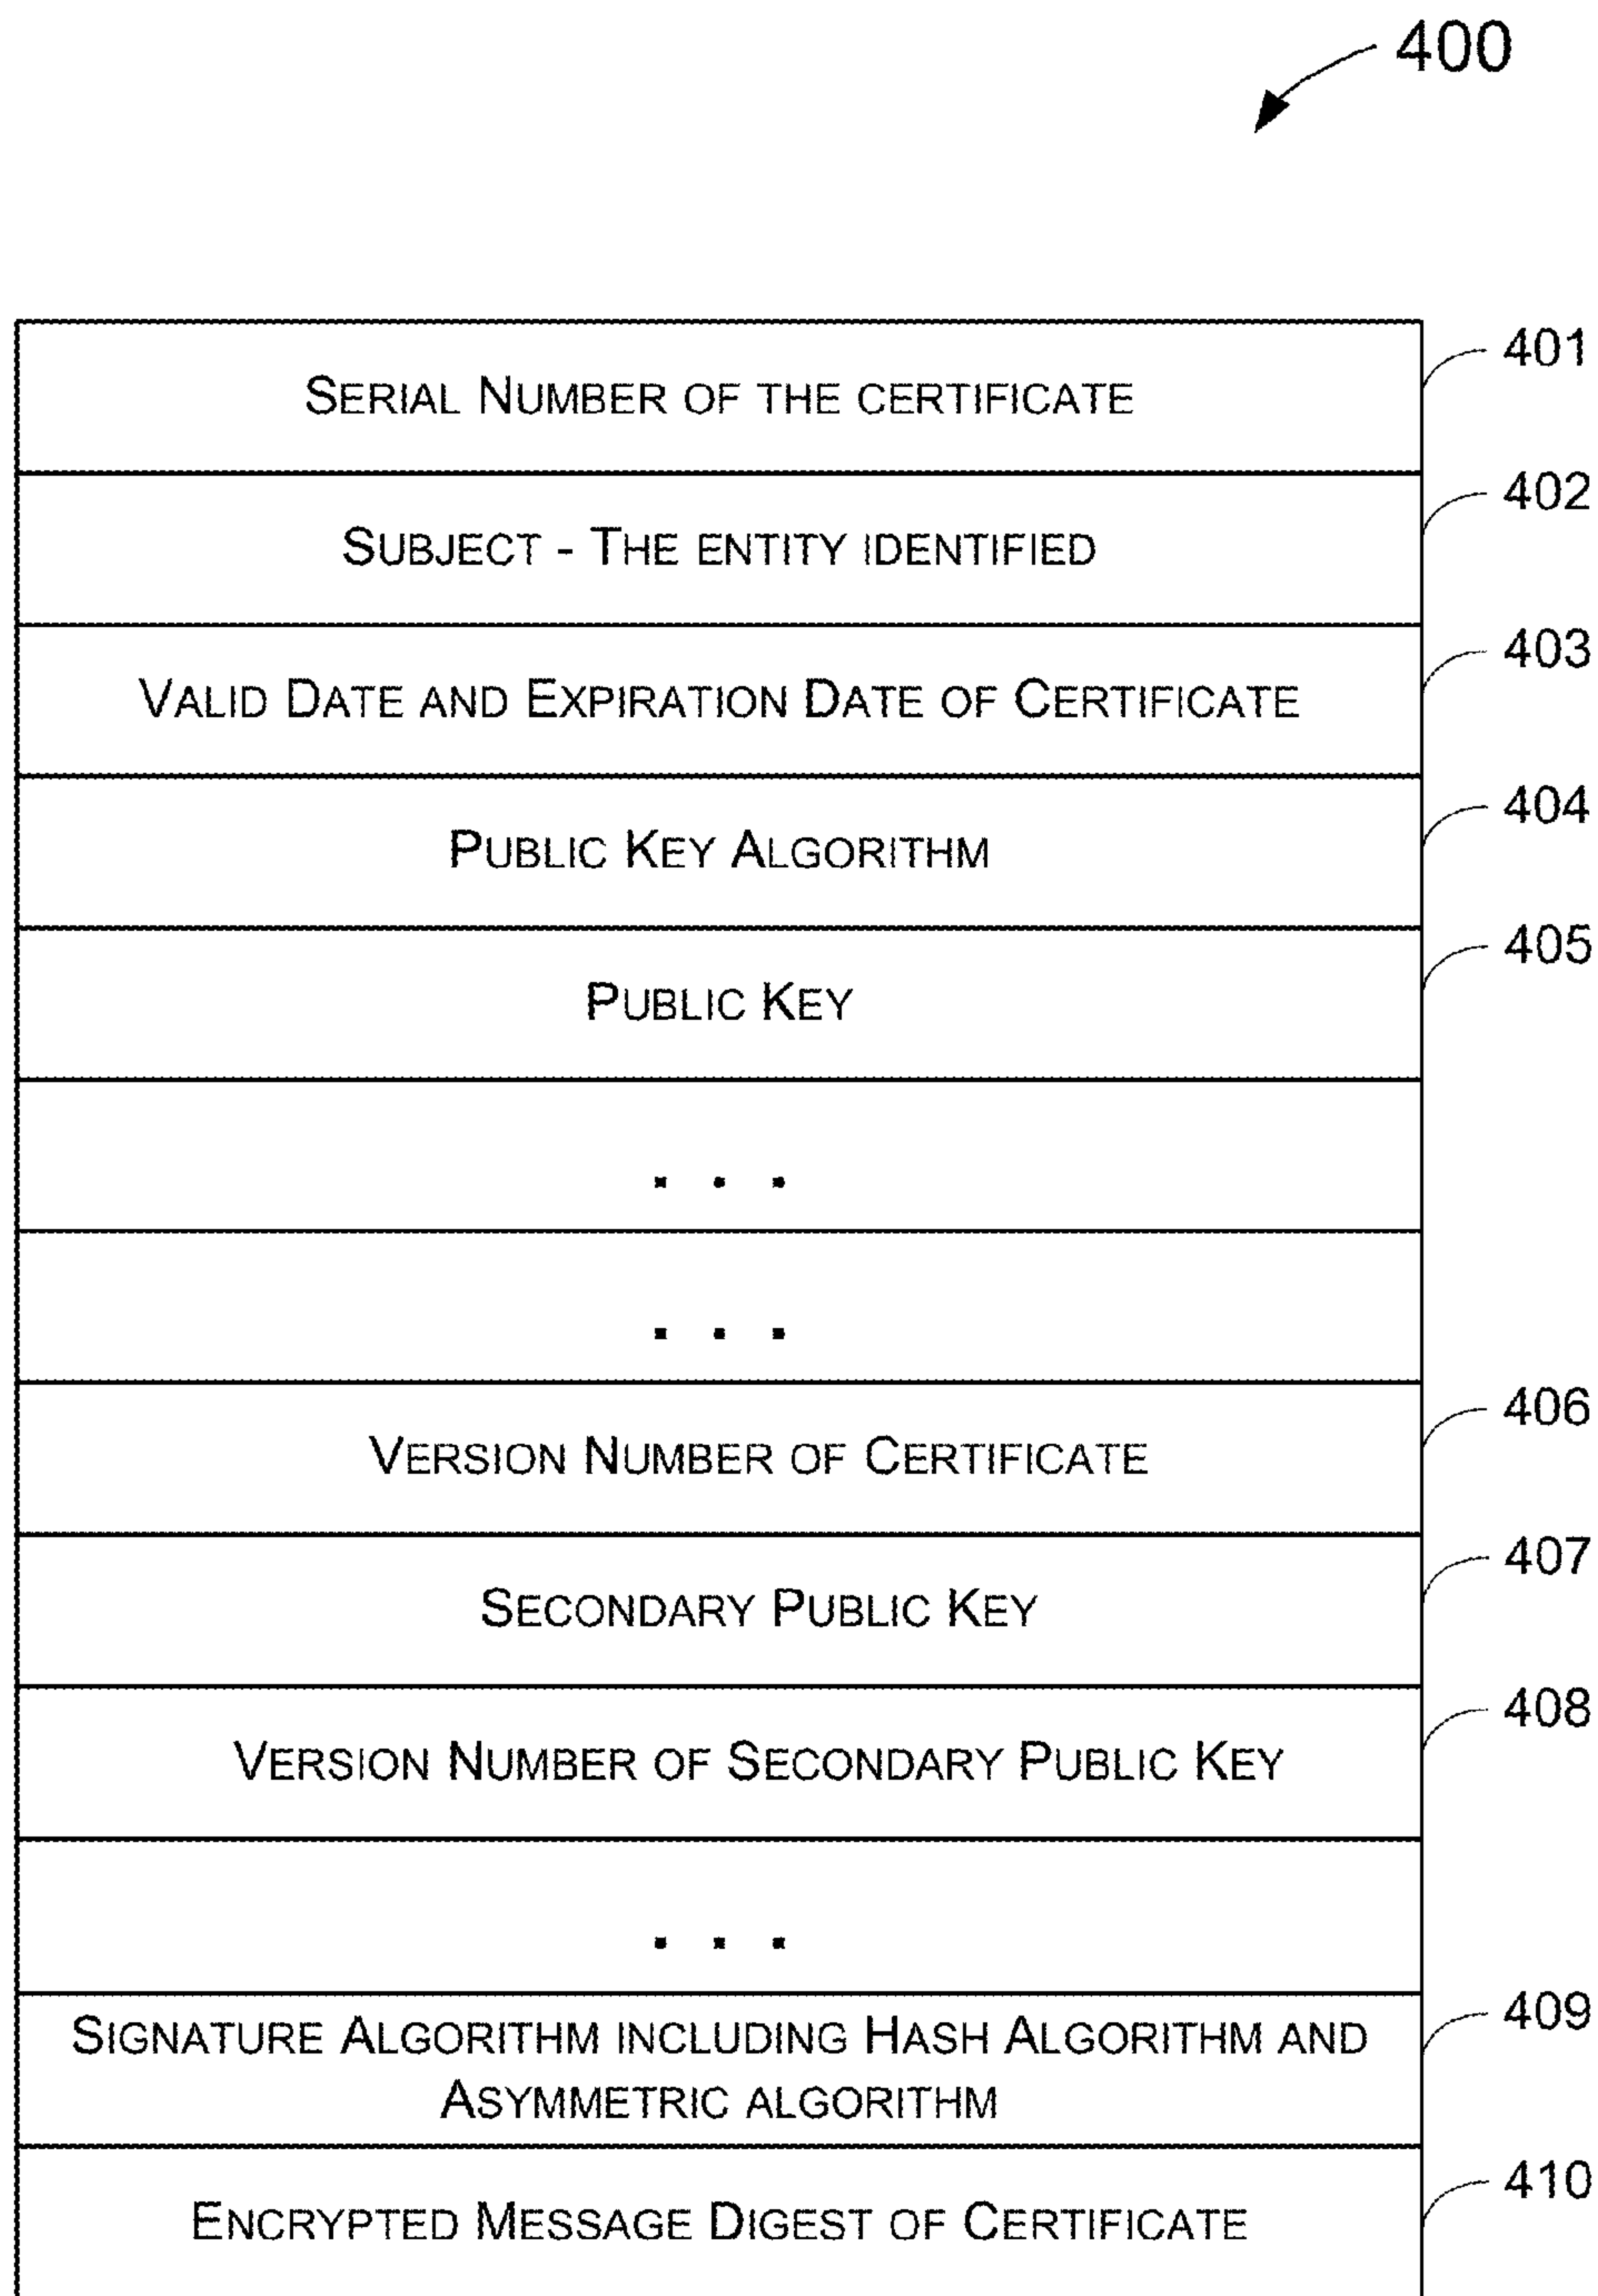 400
SERIAL NUMBER OF THE CERTIFICATE
401
SUBJECT - THE ENTITY IDENTIFIED
402
VALID DATE AND EXPIRATION DATE OF CERTIFICATE
403
PUBLIC KEY ALGORITHM
404
PUBLIC KEY
405
. . .
. . .
VERSION NUMBER OF CERTIFICATE
406
SECONDARY PUBLIC KEY
407
VERSION NUMBER OF SECONDARY PUBLIC KEY
408
. . .
SIGNATURE ALGORITHM INCLUDING HASH ALGORITHM AND
ASYMMETRIC ALGORITHM
409
ENCRYPTED MESSAGE DIGEST OF CERTIFICATE
410